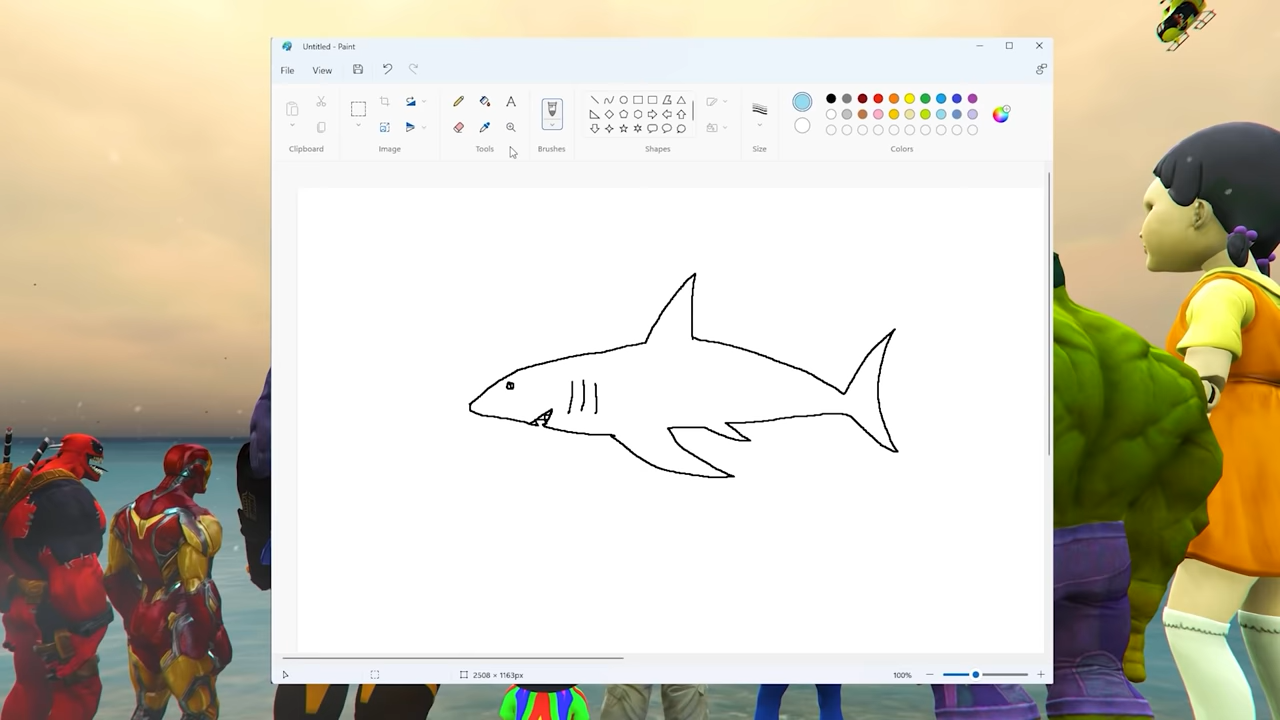 Untitled - Paint
File View
Clipboard Image Tools Brushes Shapes Size Colors
2508 × 1163px 100%